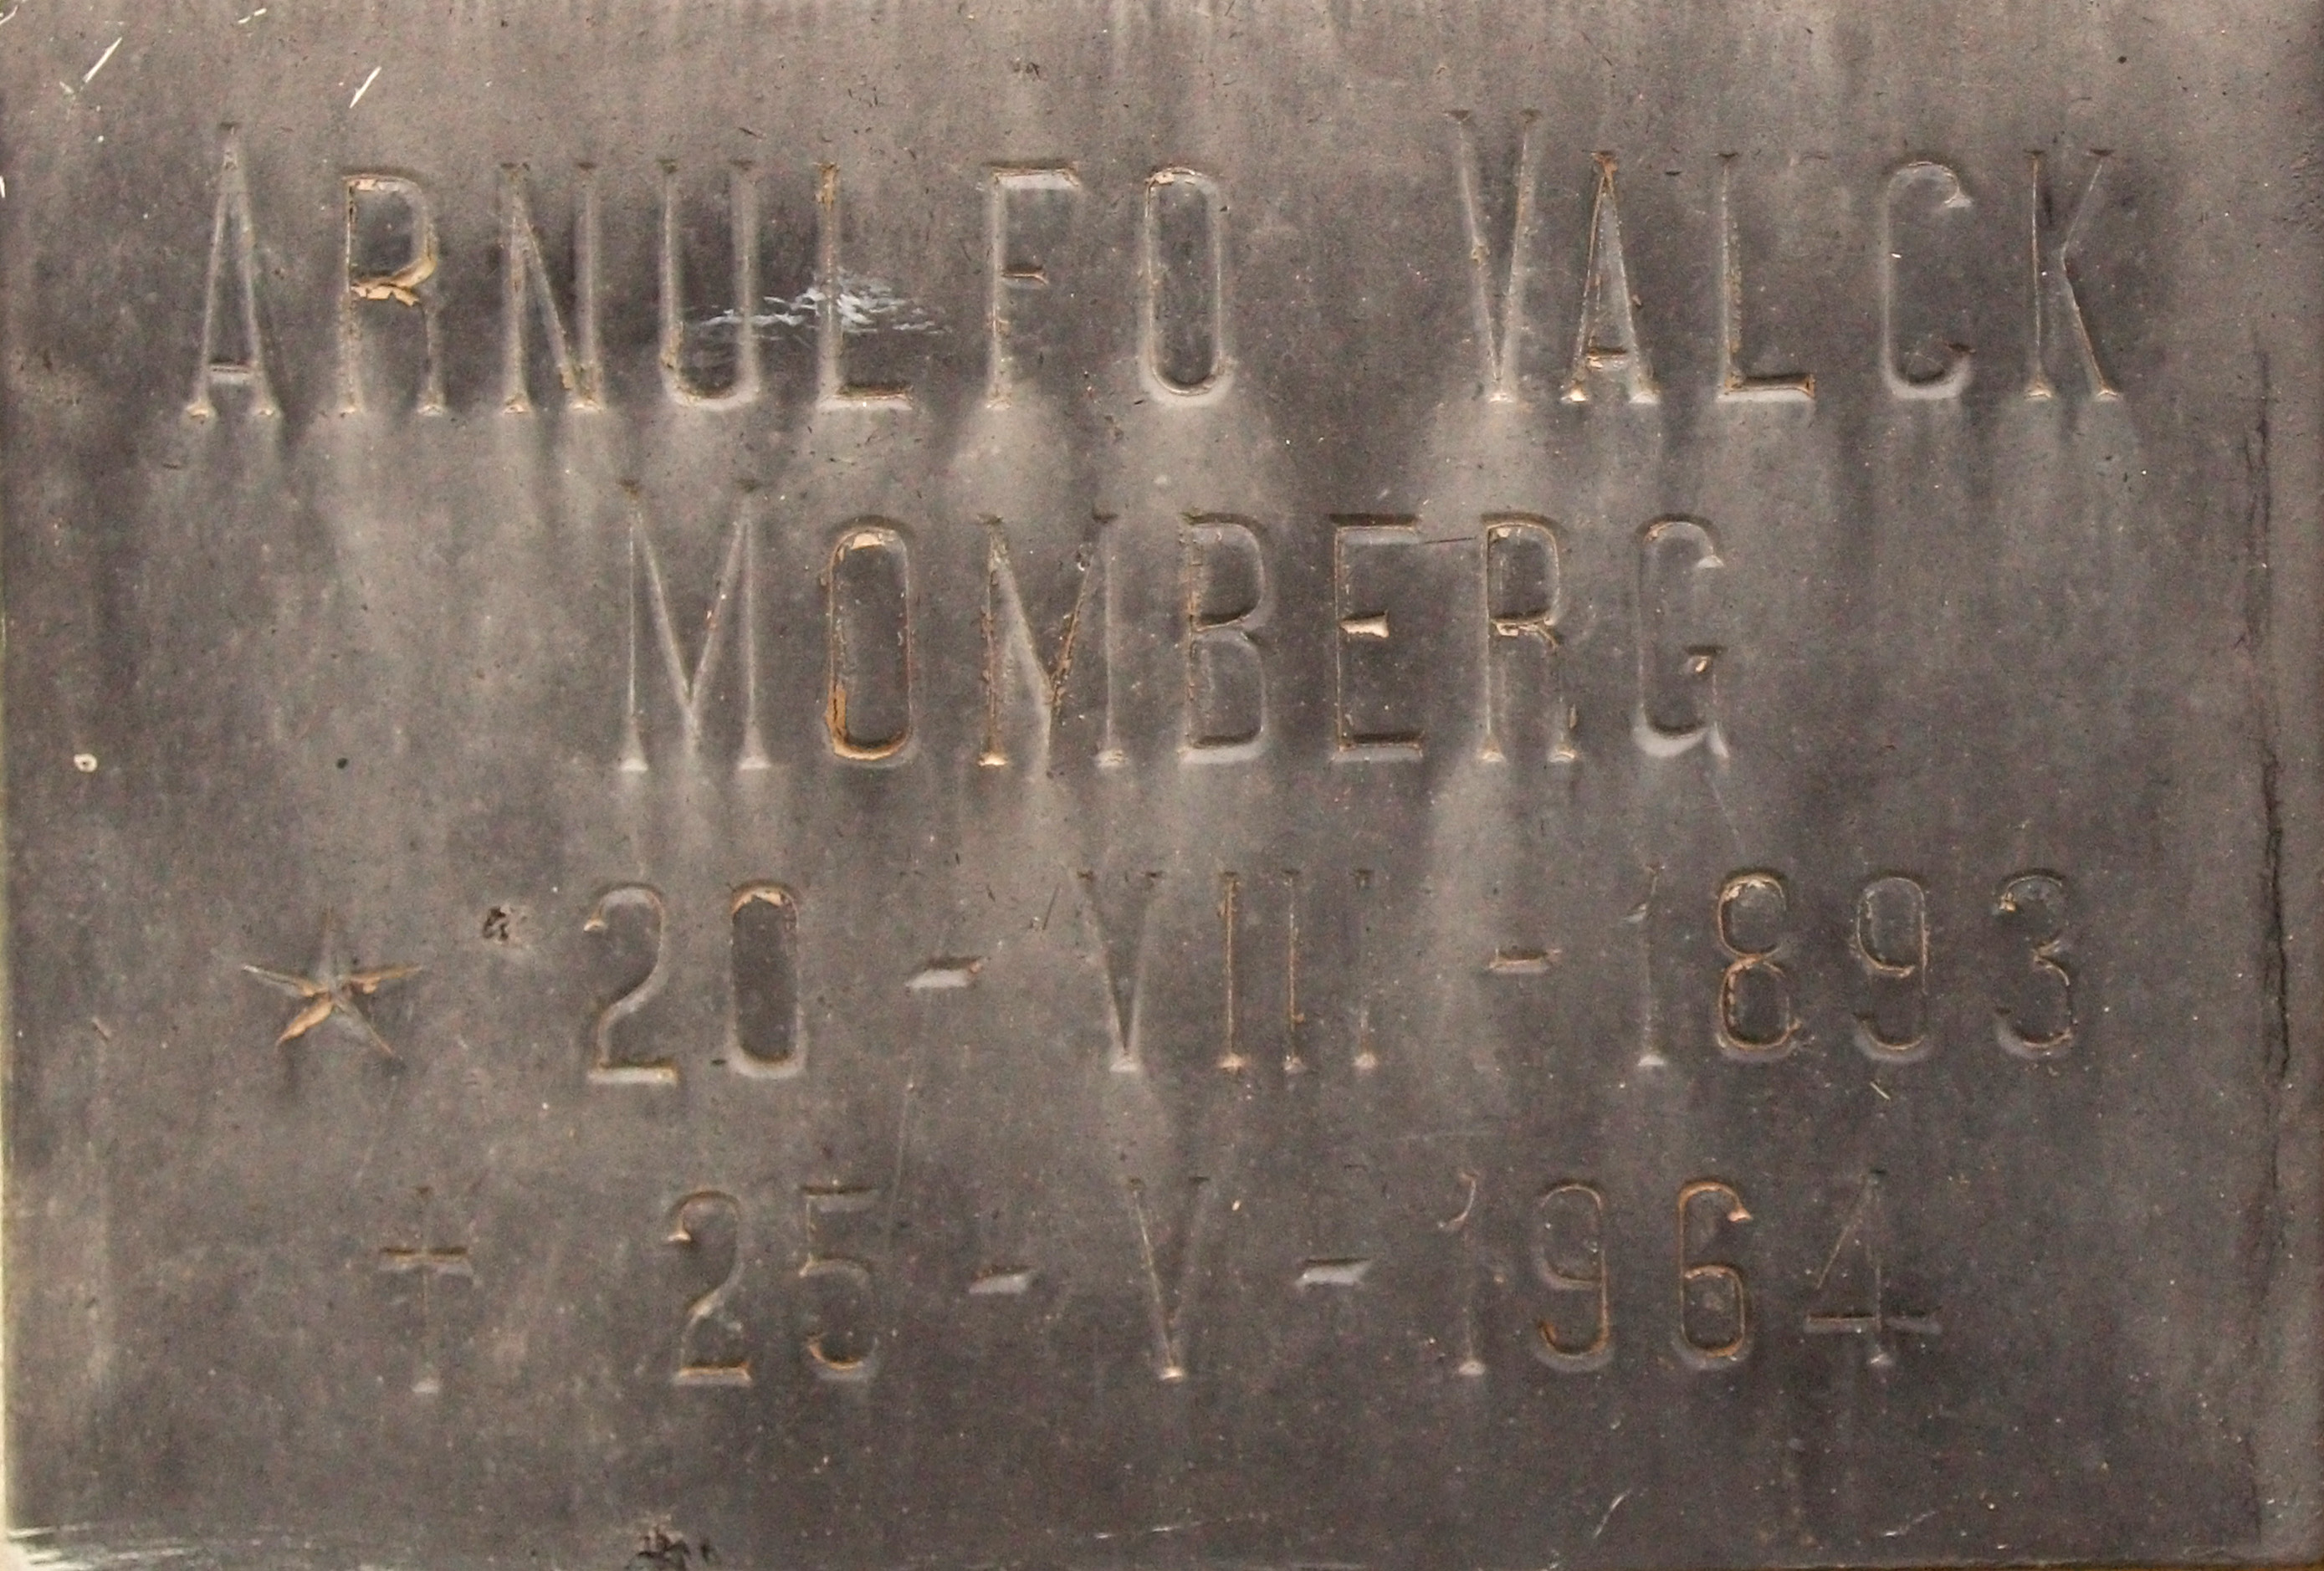 ARNULFO VALCK
MOMBERG
★ 20 - VIII - 1893
† 25 - V - 1964